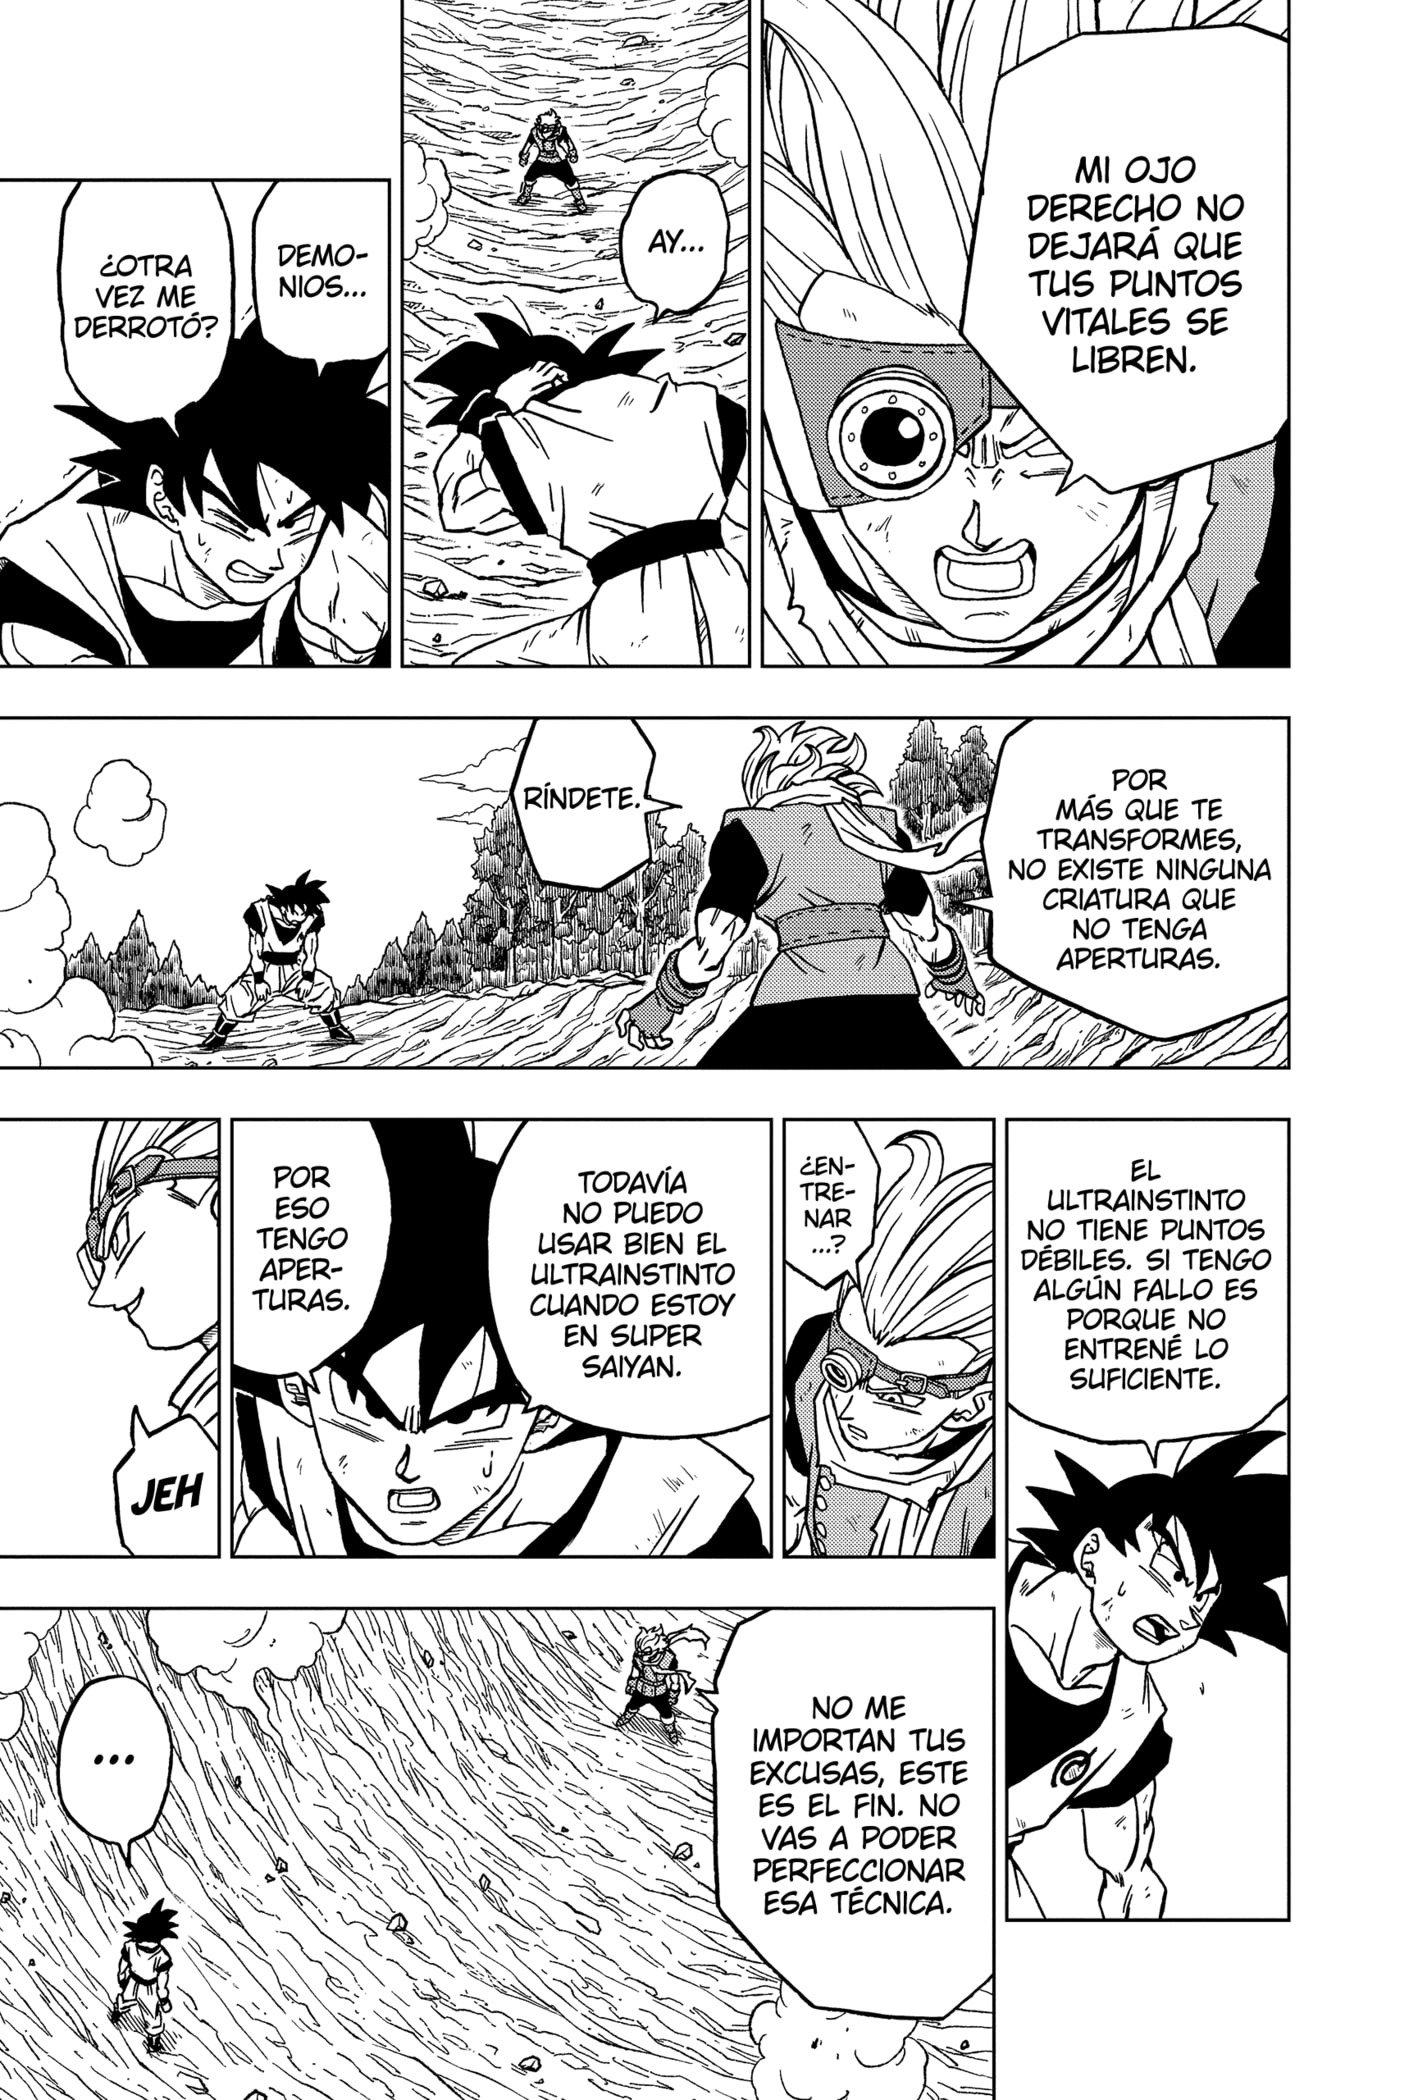 MI OJO
DERECHO NO
DEJARÁ QUE
TUS PUNTOS
VITALES SE
LIBREN.
AY...
DEMO-
NIOS...
¿OTRA
VEZ ME
DERROTÓ?
POR
MÁS QUE TE
TRANSFORMES,
NO EXISTE NINGUNA
CRIATURA QUE
NO TENGA
APERTURAS.
RÍNDETE.
EL
ULTRAINSTINTO
NO TIENE PUNTOS
DÉBILES. SI TENGO
ALGÚN FALLO ES
PORQUE NO
ENTRENÉ LO
SUFICIENTE.
¿EN-
TRE-
NAR
...?
TODAVÍA
NO PUEDO
USAR BIEN EL
ULTRAINSTINTO
CUANDO ESTOY
EN SUPER
SAIYAN.
POR
ESO
TENGO
APER-
TURAS.
JEH
NO ME
IMPORTAN TUS
EXCUSAS, ESTE
ES EL FIN. NO
VAS A PODER
PERFECCIONAR
ESA TÉCNICA.
...